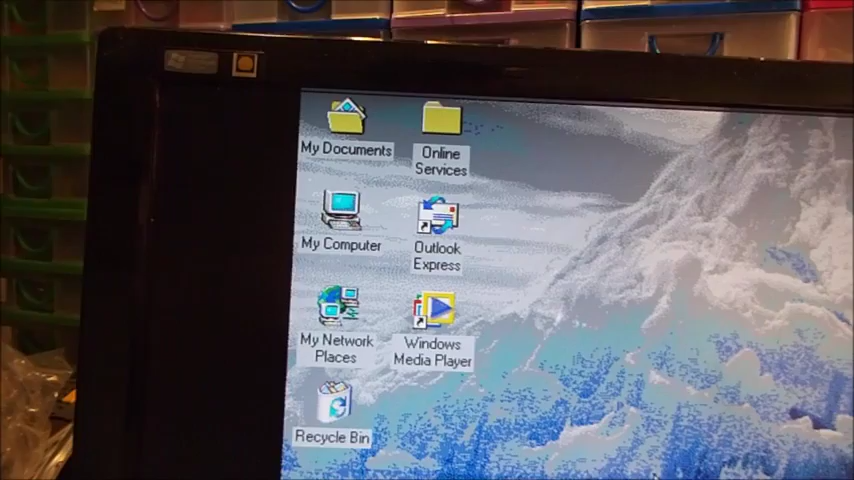 My Documents
Online
Services
My Computer
Outlook
Express
My Network
Places
Windows
Media Player
Recycle Bin